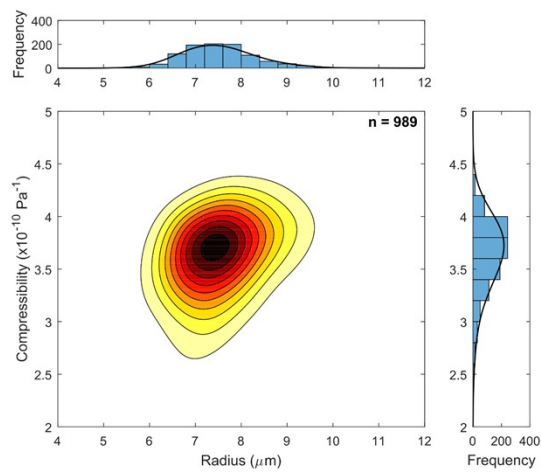 Frequency
400
200
0
4 5 6 7 8 9 10 11 12
n = 989
Compressibility (x10⁻¹⁰ Pa⁻¹)
5
4.5
4
3.5
3
2.5
2
4 5 6 7 8 9 10 11 12
Radius (μm)
5
4.5
4
3.5
3
2.5
2
0 200 400
Frequency